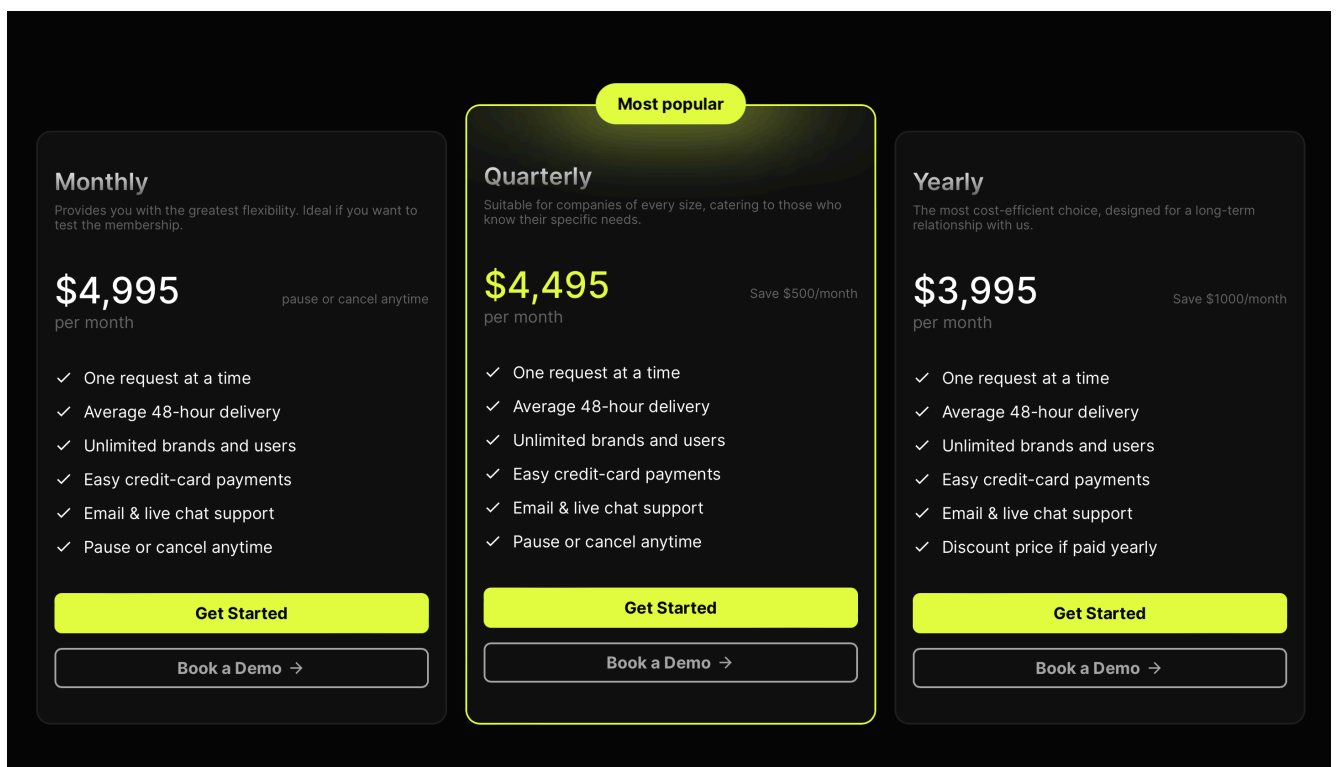 Most popular
Monthly
Provides you with the greatest flexibility. Ideal if you want to
test the membership.
$4,995
pause or cancel anytime
per month
One request at a time
Average 48-hour delivery
Unlimited brands and users
Easy credit-card payments
Email & live chat support
Pause or cancel anytime
Get Started
Book a Demo →
Quarterly
Suitable for companies of every size, catering to those who
know their specific needs.
$4,495
Save $500/month
per month
One request at a time
Average 48-hour delivery
Unlimited brands and users
Easy credit-card payments
Email & live chat support
Pause or cancel anytime
Get Started
Book a Demo →
Yearly
The most cost-efficient choice, designed for a long-term
relationship with us.
$3,995
Save $1000/month
per month
One request at a time
Average 48-hour delivery
Unlimited brands and users
Easy credit-card payments
Email & live chat support
Discount price if paid yearly
Get Started
Book a Demo →